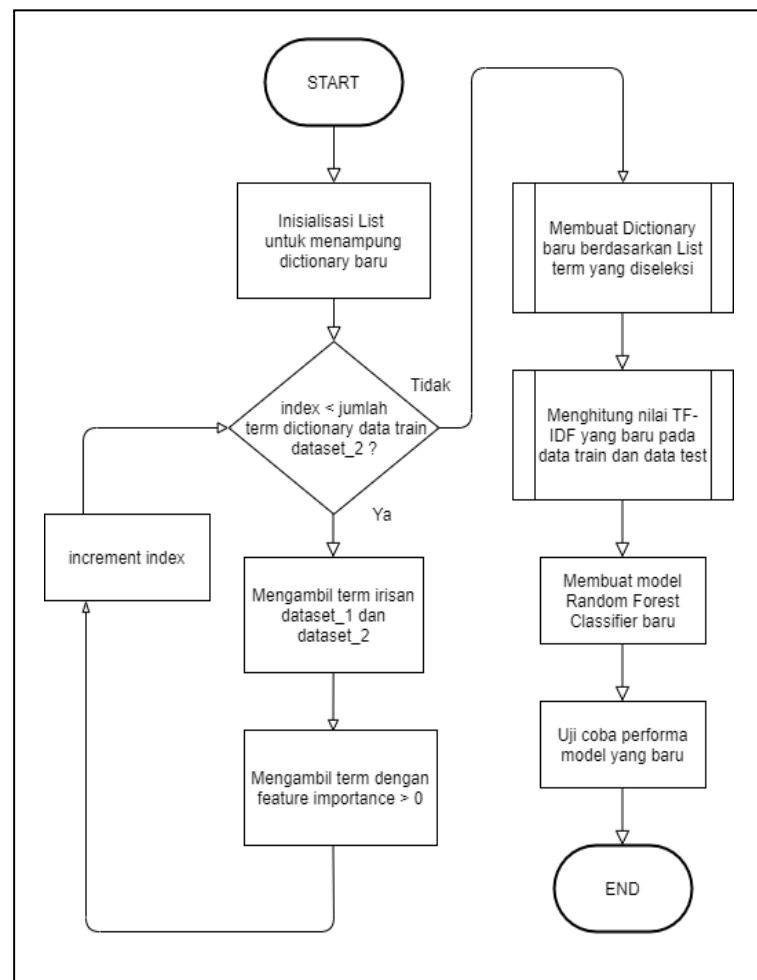 START
Inisialisasi List
untuk menampung
dictionary baru
index < jumlah
term dictionary data train
dataset_2 ?
Tidak
Ya
Mengambil term irisan
dataset_1 dan
dataset_2
Mengambil term dengan
feature importance > 0
increment index
Membuat Dictionary
baru berdasarkan List
term yang diseleksi
Menghitung nilai TF-
IDF yang baru pada
data train dan data test
Membuat model
Random Forest
Classifier baru
Uji coba performa
model yang baru
END